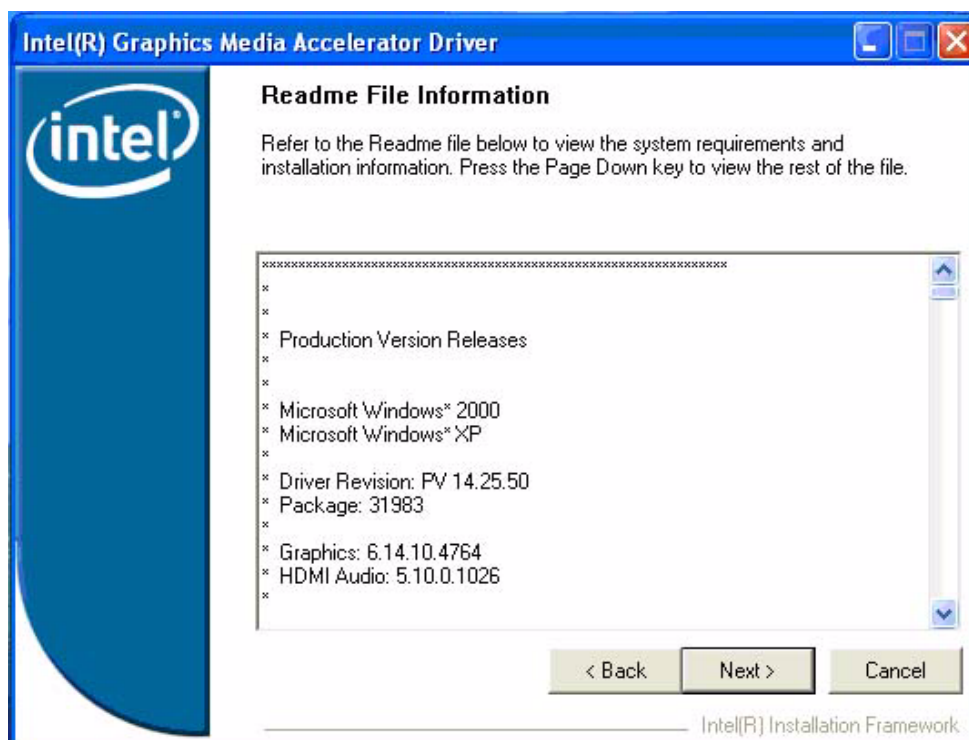 Intel(R) Graphics Media Accelerator Driver
intel
Readme File Information
Refer to the Readme file below to view the system requirements and
installation information. Press the Page Down key to view the rest of the file.
****************************************************************
*
*
* Production Version Releases
*
*
* Microsoft Windows* 2000
* Microsoft Windows* XP
*
* Driver Revision: PV 14.25.50
* Package: 31983
*
* Graphics: 6.14.10.4764
* HDMI Audio: 5.10.0.1026
*
< Back
Next >
Cancel
Intel(R) Installation Framework